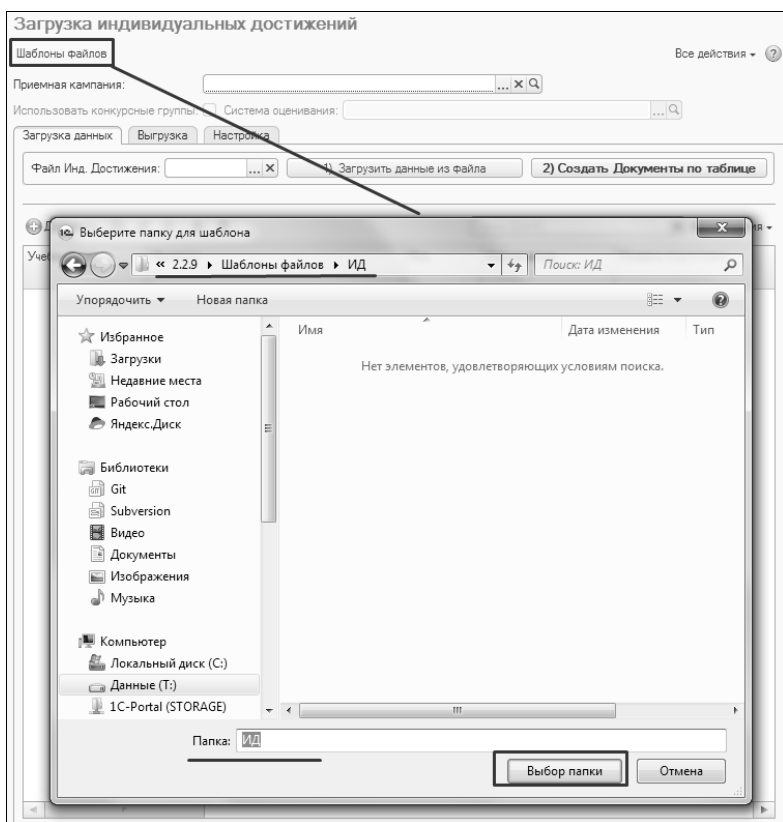 Загрузка индивидуальных достижений
Шаблоны файлов Все действия
Приемная кампания:
Использовать конкурсные группы: Система оценивания:
Загрузка данных Выгрузка Настройка
Файл Инд. Достижения: 1) Загрузить данные из файла 2) Создать Документы по таблице
Выберите папку для шаблона
« 2.2.9 Шаблоны файлов ИД Поиск: ИД
Упорядочить Новая папка
Имя Дата изменения Тип
Нет элементов, удовлетворяющих условиям поиска.
Избранное
Загрузки
Недавние места
Рабочий стол
Яндекс.Диск
Библиотеки
Git
Subversion
Видео
Документы
Изображения
Музыка
Компьютер
Локальный диск (C:)
Данные (T:)
1C-Portal (STORAGE)
Папка: ИД
Выбор папки Отмена